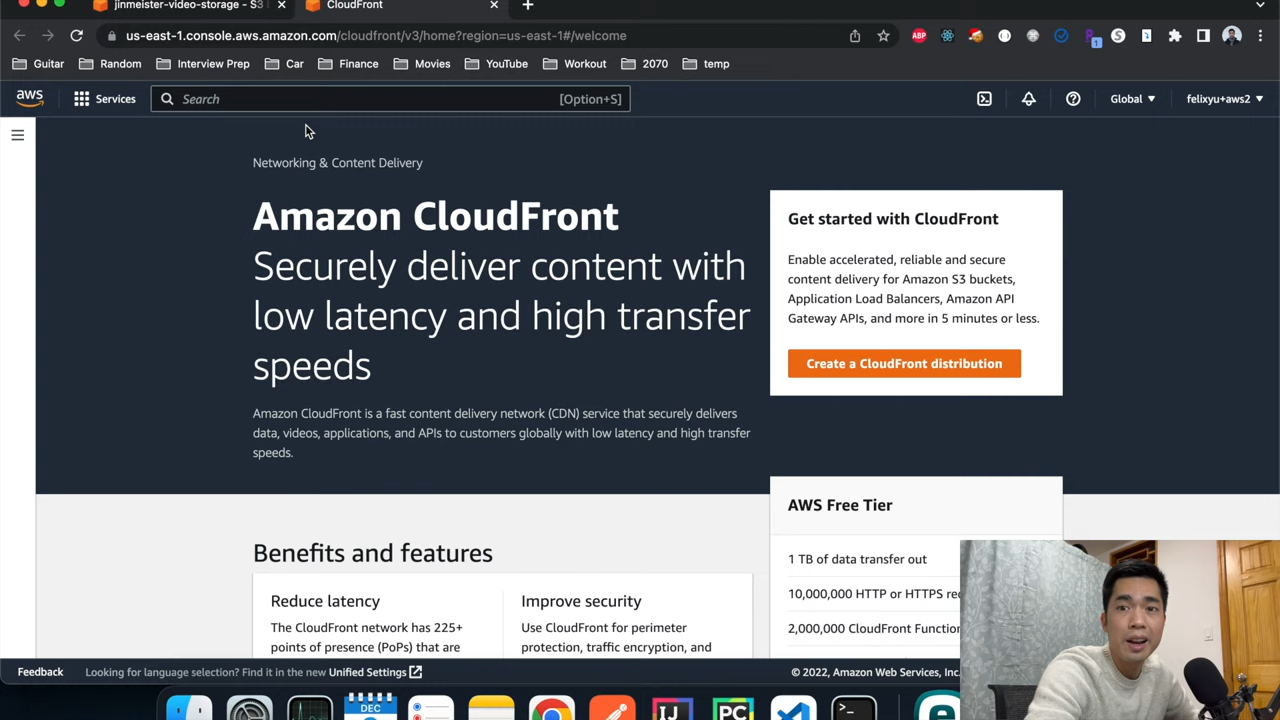 jinmeister-video-storage - S3
CloudFront
us-east-1.console.aws.amazon.com/cloudfront/v3/home?region=us-east-1#/welcome
ABP
1
Guitar
Random
Interview Prep
Car
Finance
Movies
YouTube
Workout
2070
temp
aws
Services
Search
[Option+S]
Global
felixyu+aws2
Networking & Content Delivery
Amazon CloudFront
Securely deliver content with
low latency and high transfer
speeds
Amazon CloudFront is a fast content delivery network (CDN) service that securely delivers
data, videos, applications, and APIs to customers globally with low latency and high transfer
speeds.
Get started with CloudFront
Enable accelerated, reliable and secure
content delivery for Amazon S3 buckets,
Application Load Balancers, Amazon API
Gateway APIs, and more in 5 minutes or less.
Create a CloudFront distribution
AWS Free Tier
1 TB of data transfer out
10,000,000 HTTP or HTTPS re
2,000,000 CloudFront Function
Benefits and features
Reduce latency
The CloudFront network has 225+
points of presence (PoPs) that are
Improve security
Use CloudFront for perimeter
protection, traffic encryption, and
Feedback
Looking for language selection? Find it in the new Unified Settings
© 2022, Amazon Web Services, Inc.
DEC
IJ
PC